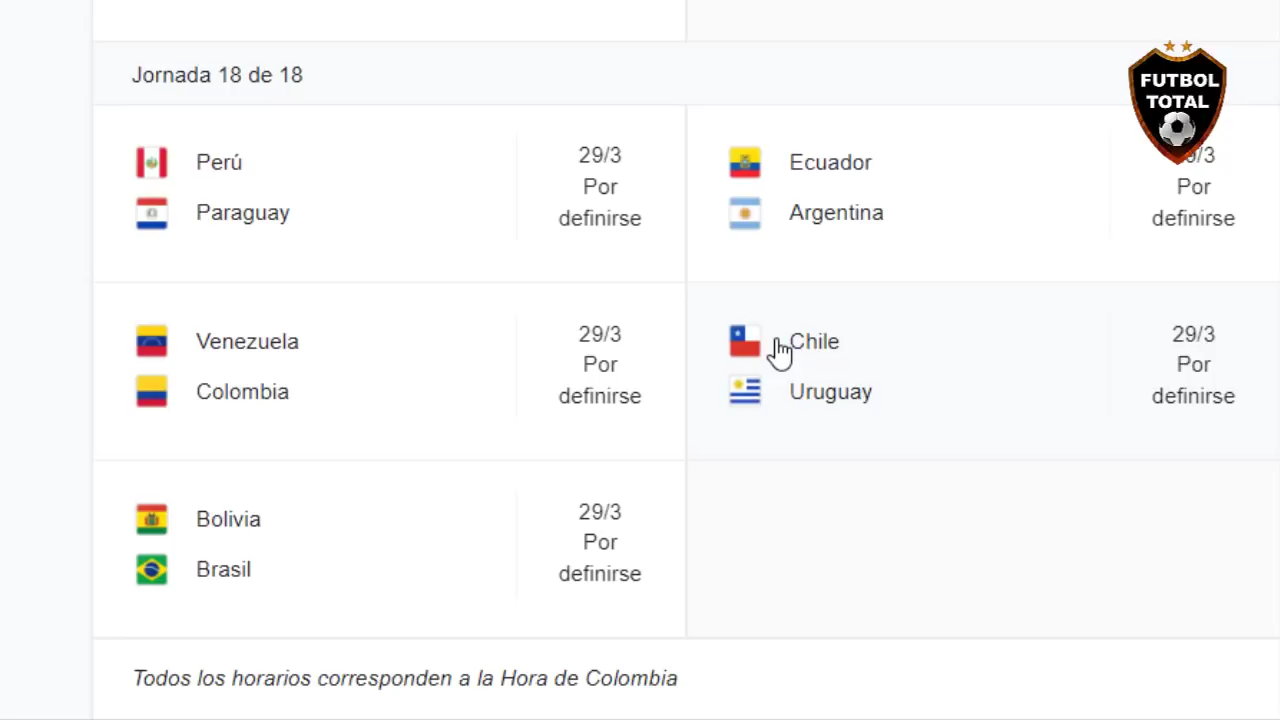 Jornada 18 de 18
FUTBOL
TOTAL
Perú
Paraguay
29/3
Por
definirse
Ecuador
Argentina
Por
definirse
Venezuela
Colombia
29/3
Por
definirse
Chile
Uruguay
29/3
Por
definirse
Bolivia
Brasil
29/3
Por
definirse
Todos los horarios corresponden a la Hora de Colombia